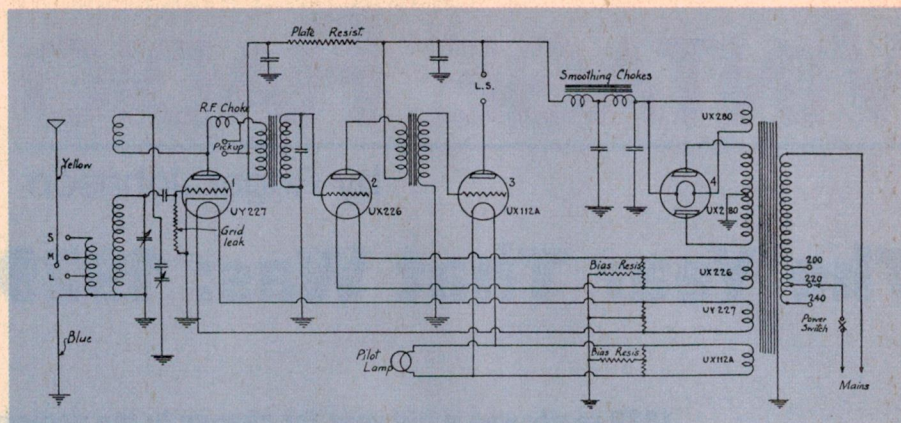 Plate Resist.
Smoothing Chokes
L.S.
R.F. Choke
Pickup
UX280
Yellow
1
2
3
4
UY227
UX226
UX112A
UX280
Grid
leak
S.
M.
L.
Bias Resis.
UX226
200
220
240
UY227
Power
Switch
Blue
Pilot
Lamp
Bias Resis.
UX112A
Mains